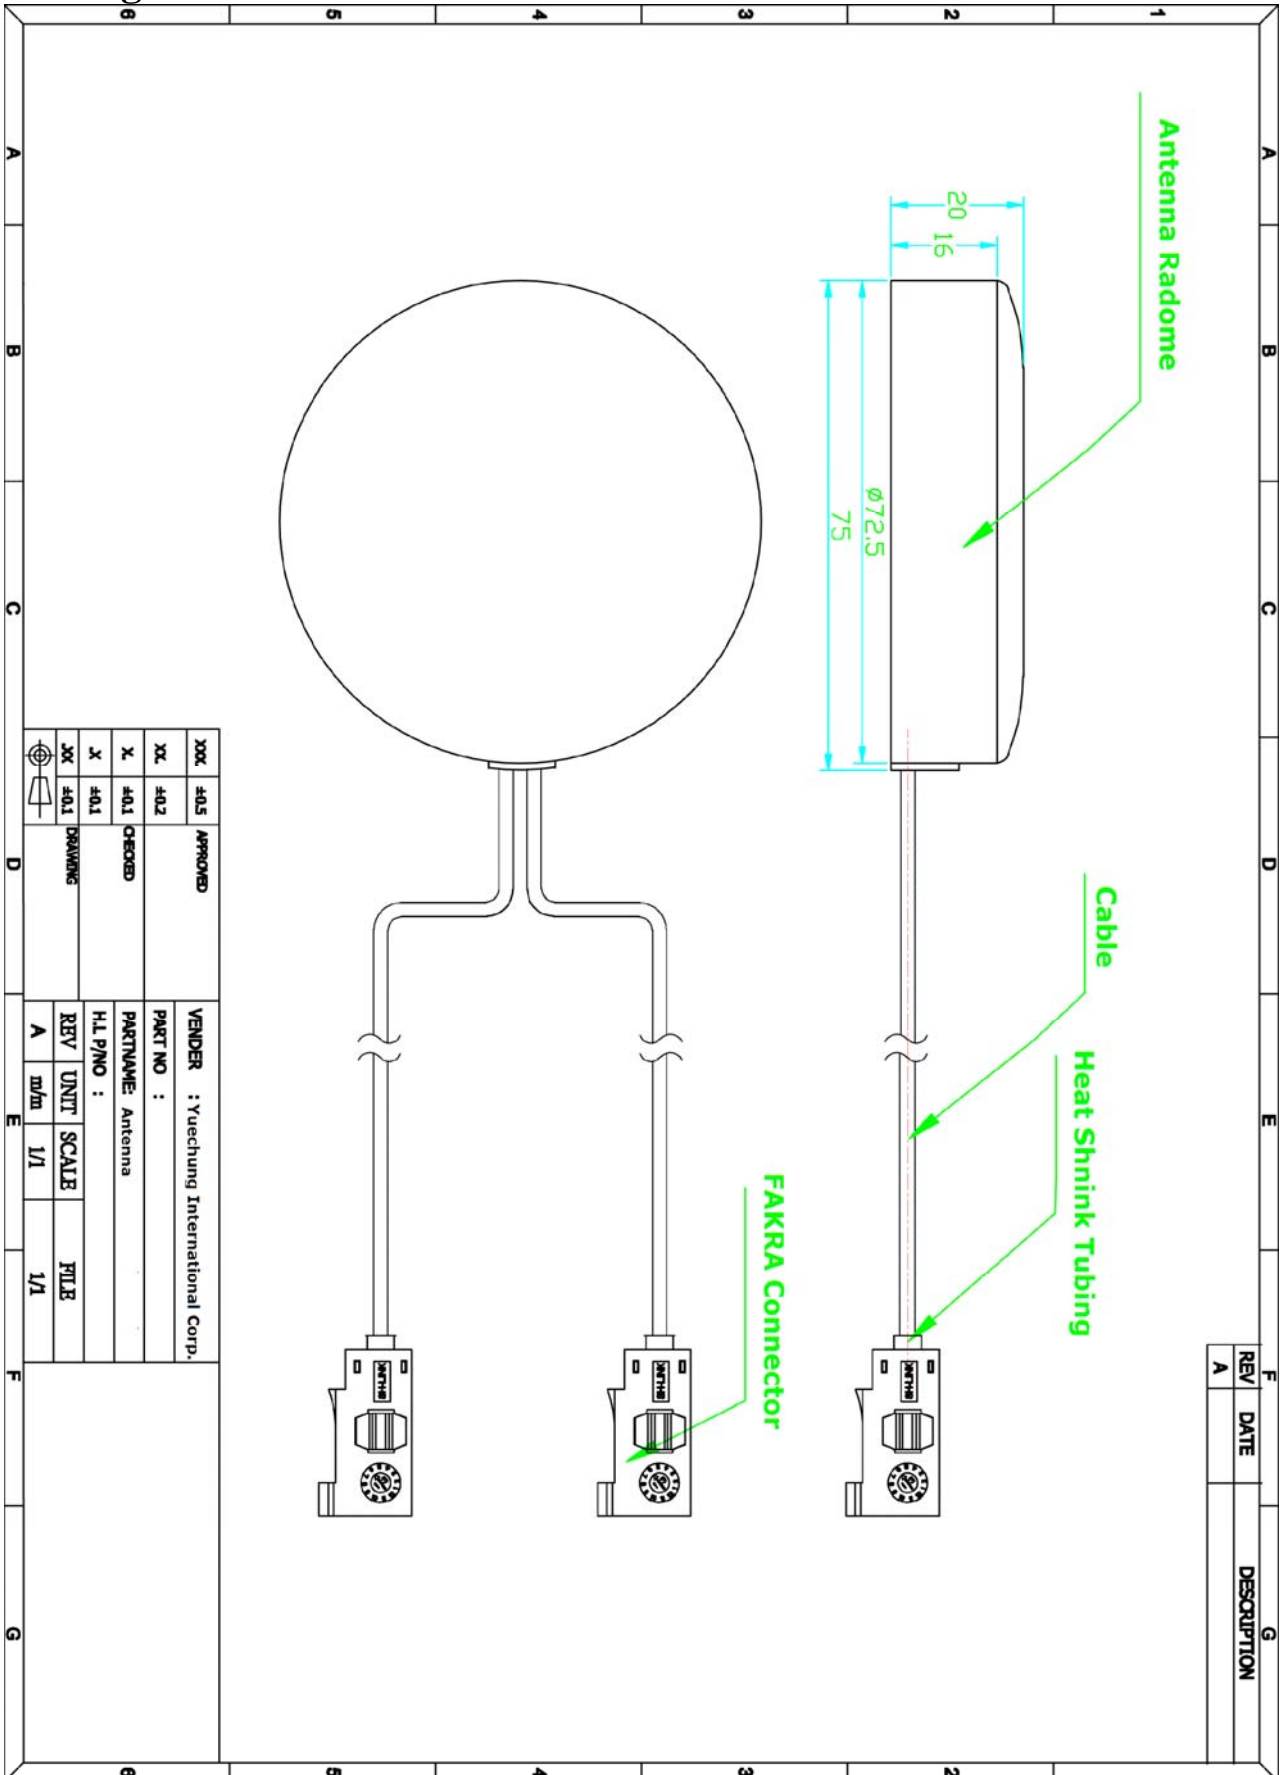 1
2
3
4
5
6
A
B
C
D
E
F
G
REV DATE DESCRIPTION
A
Antenna Radome
20
16
Ø72.5
75
Cable
Heat Shnink Tubing
FAKRA Connector
XXX. ±0.5 APPROVED
XX. ±0.2
X. ±0.1 CHECKED
.X ±0.1
.XX ±0.1 DRAWING
VENDER : Yuechung International Corp.
PART NO :
PARTNAME: Antenna
H.L P/NO :
REV UNIT SCALE FILE
A m/m 1/1 1/1
A
B
C
D
E
F
G
2
3
4
5
6